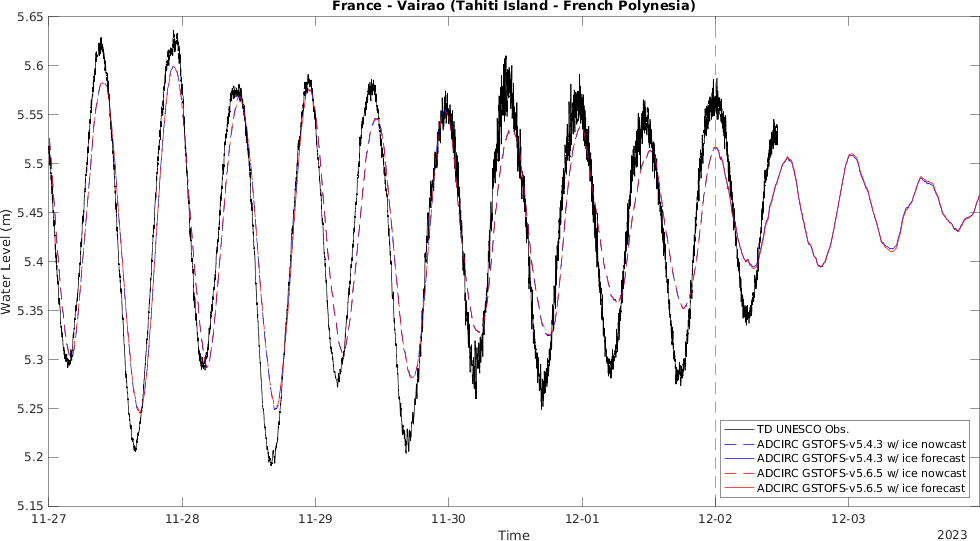 France - Vairao (Tahiti Island - French Polynesia)
5.65
5.6
5.55
5.5
5.45
5.4
5.35
5.3
5.25
5.2
5.15
Water Level (m)
TD UNESCO Obs.
ADCIRC GSTOFS-v5.4.3 w/ ice nowcast
ADCIRC GSTOFS-v5.4.3 w/ ice forecast
ADCIRC GSTOFS-v5.6.5 w/ ice nowcast
ADCIRC GSTOFS-v5.6.5 w/ ice forecast
11-27 11-28 11-29 11-30 12-01 12-02 12-03
Time
2023